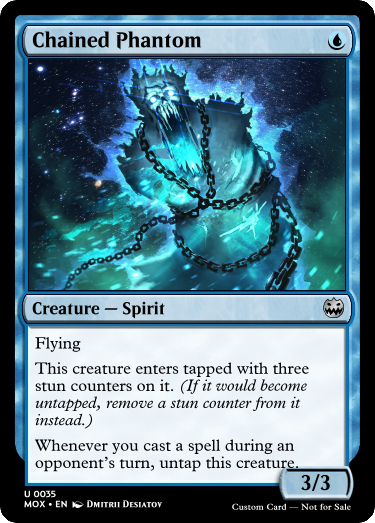 Chained Phantom
Creature — Spirit
Flying
This creature enters tapped with three
stun counters on it. (If it would become
untapped, remove a stun counter from it
instead.)
Whenever you cast a spell during an
opponent's turn, untap this creature.
3/3
U 0035
MOX • EN Dmitrii Desiatov
Custom Card — Not for Sale